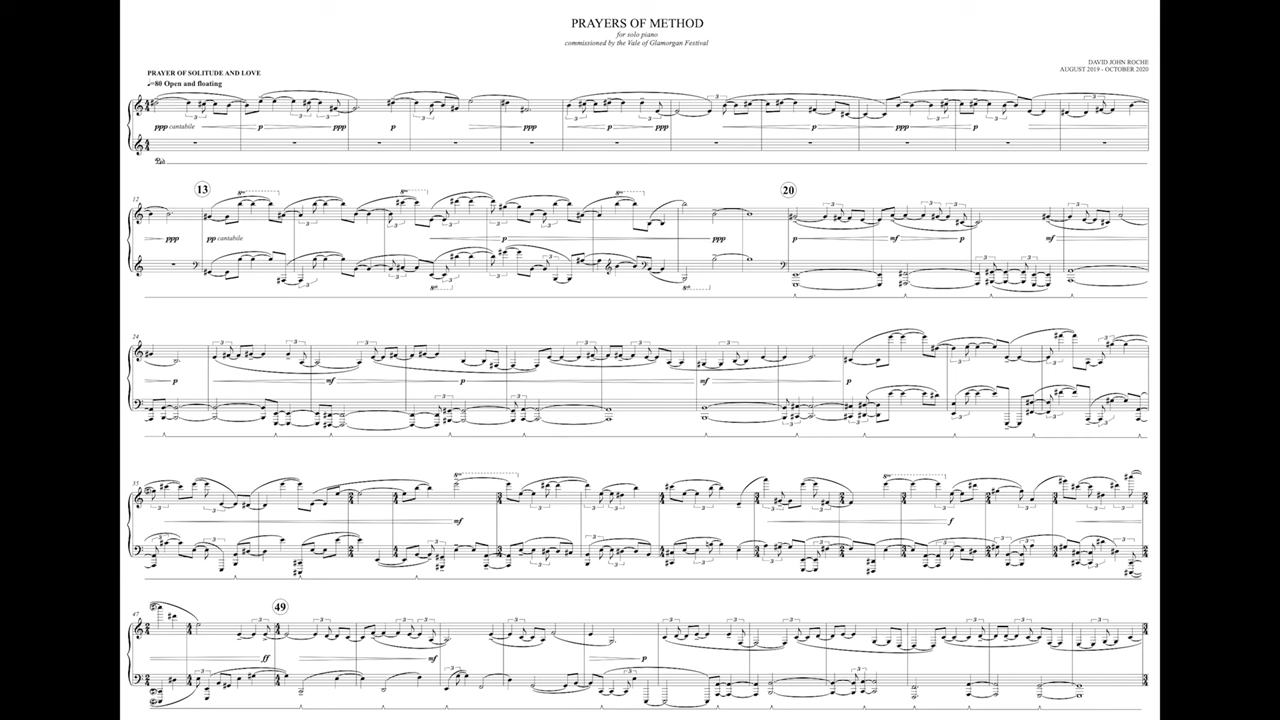 PRAYERS OF METHOD
for solo piano
commissioned by the Vale of Glamorgan Festival
DAVID JOHN ROCHE
AUGUST 2019 - OCTOBER 2020
PRAYER OF SOLITUDE AND LOVE
♩=80 Open and floating
ppp cantabile p ppp p ppp p ppp p ppp p
12 13 20
ppp pp cantabile p ppp p mf p mf
24
p mf p mf p
35
mf f
47 49
ff mf p